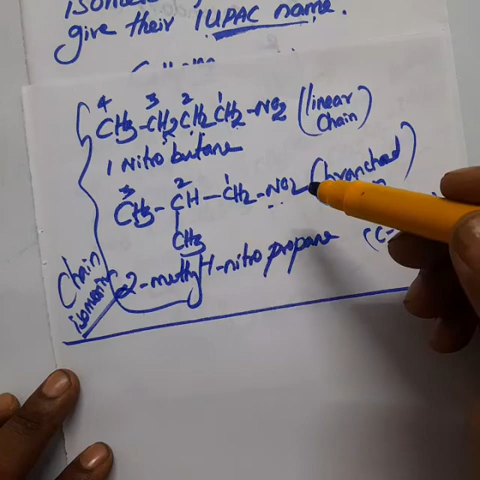 give their IUPAC name.
4 3 2 1
CH3-CH2-CH2-CH2-NO2 (linear chain)
1 Nitro butane
3 2 1
CH3-CH-CH2-NO2 (branched
CH3
2-methyl-1-nitro propane
Chain
isomerism